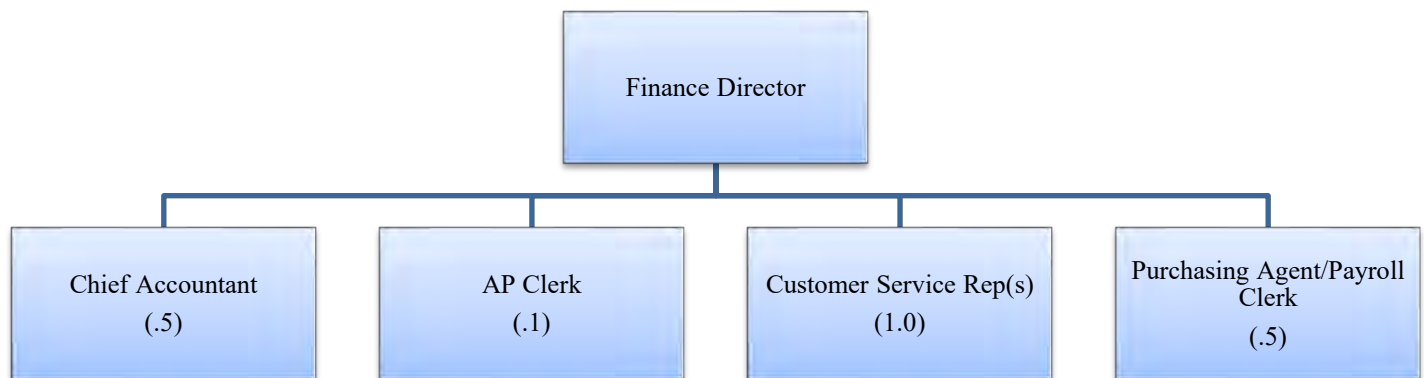 Finance Director
Chief Accountant
(.5)
AP Clerk
(.1)
Customer Service Rep(s)
(1.0)
Purchasing Agent/Payroll
Clerk
(.5)